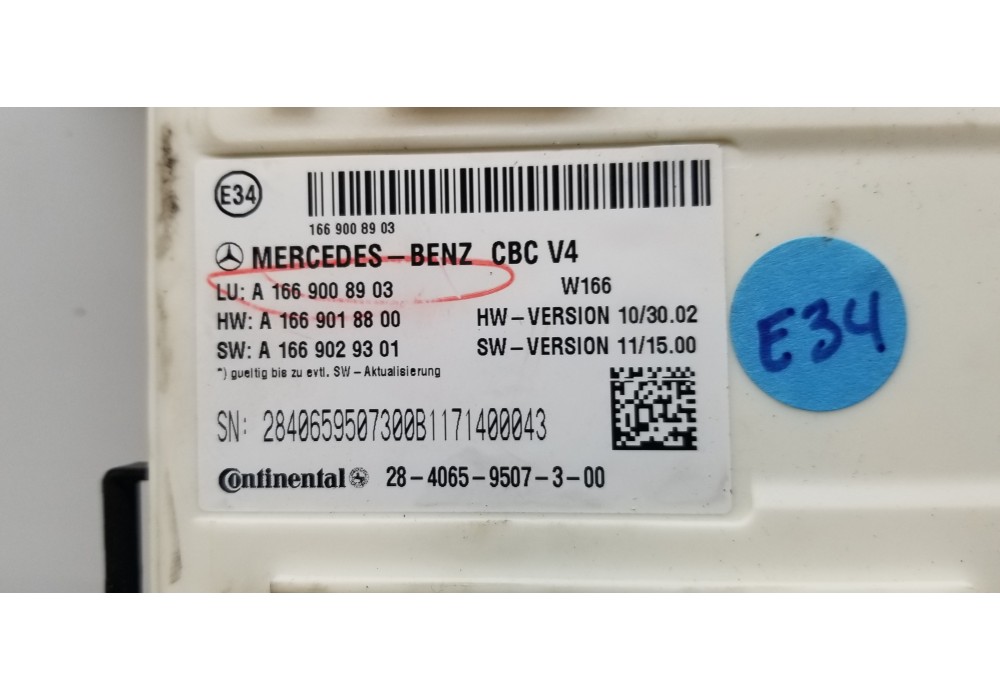 E34
166 900 89 03
MERCEDES-BENZ CBC V4
LU: A 166 900 89 03 W166
HW: A 166 901 88 00 HW-VERSION 10/30.02
SW: A 166 902 93 01 SW-VERSION 11/15.00
*) gueltig bis zu evtl. SW-Aktualisierung
SN: 2840659507300B1171400043
Continental 28-4065-9507-3-00
E34